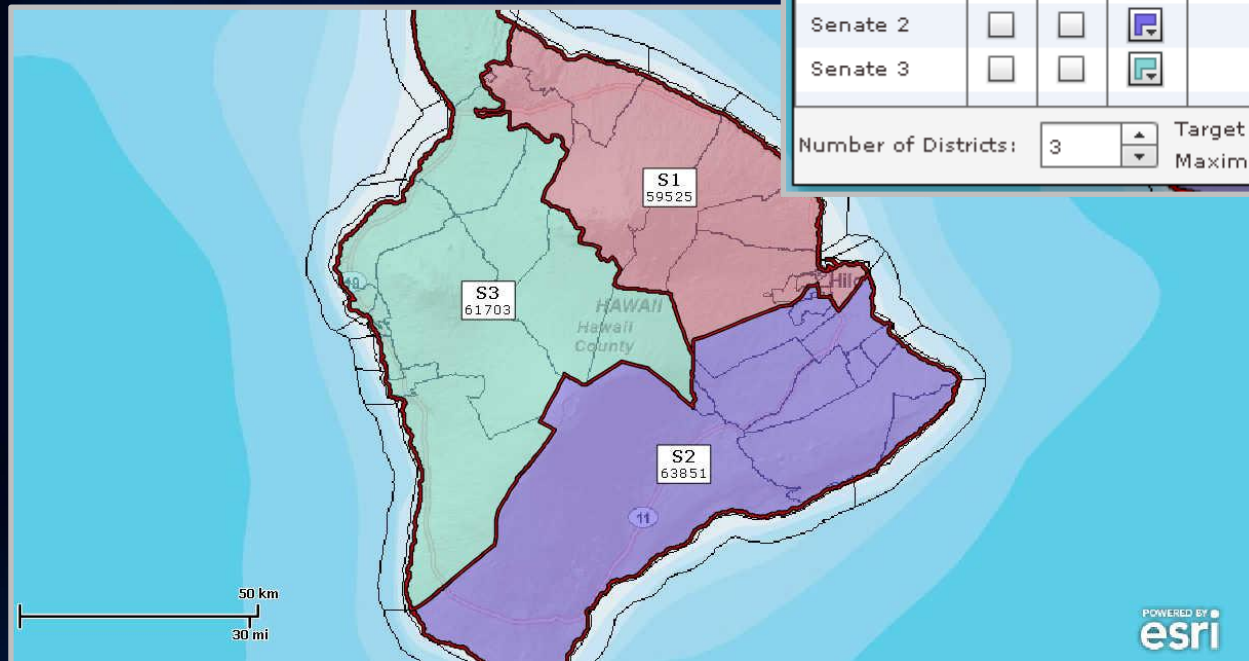 Senate 2
Senate 3
Number of Districts:
3
Target
Maxim
S1
59525
Hilo
S3
61703
HAWAII
Hawaii
County
S2
63851
11
50 km
30 mi
POWERED BY
esri